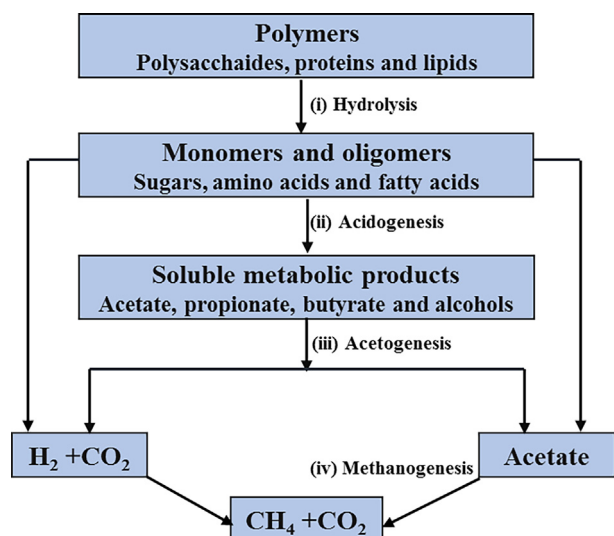 Polymers
Polysacchaides, proteins and lipids
(i) Hydrolysis
Monomers and oligomers
Sugars, amino acids and fatty acids
(ii) Acidogenesis
Soluble metabolic products
Acetate, propionate, butyrate and alcohols
(iii) Acetogenesis
H₂ +CO₂
(iv) Methanogenesis
Acetate
CH₄ +CO₂